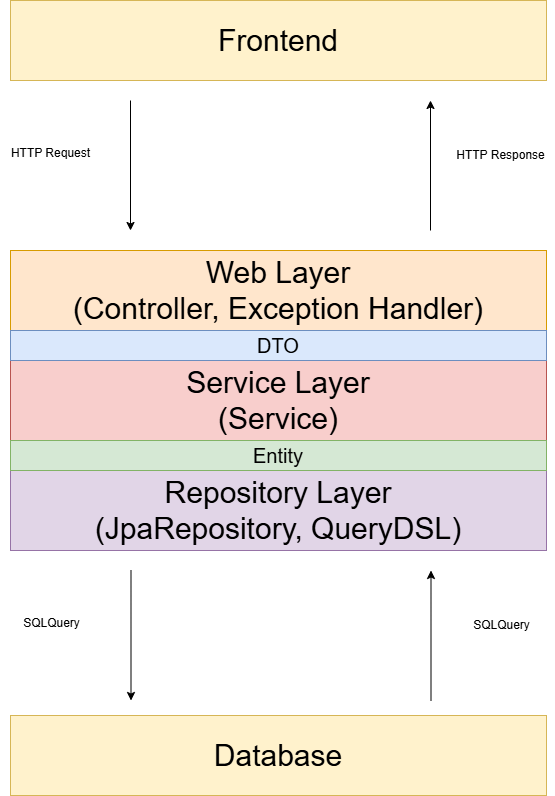 Frontend
HTTP Request
HTTP Response
Web Layer
(Controller, Exception Handler)
DTO
Service Layer
(Service)
Entity
Repository Layer
(JpaRepository, QueryDSL)
SQLQuery
SQLQuery
Database